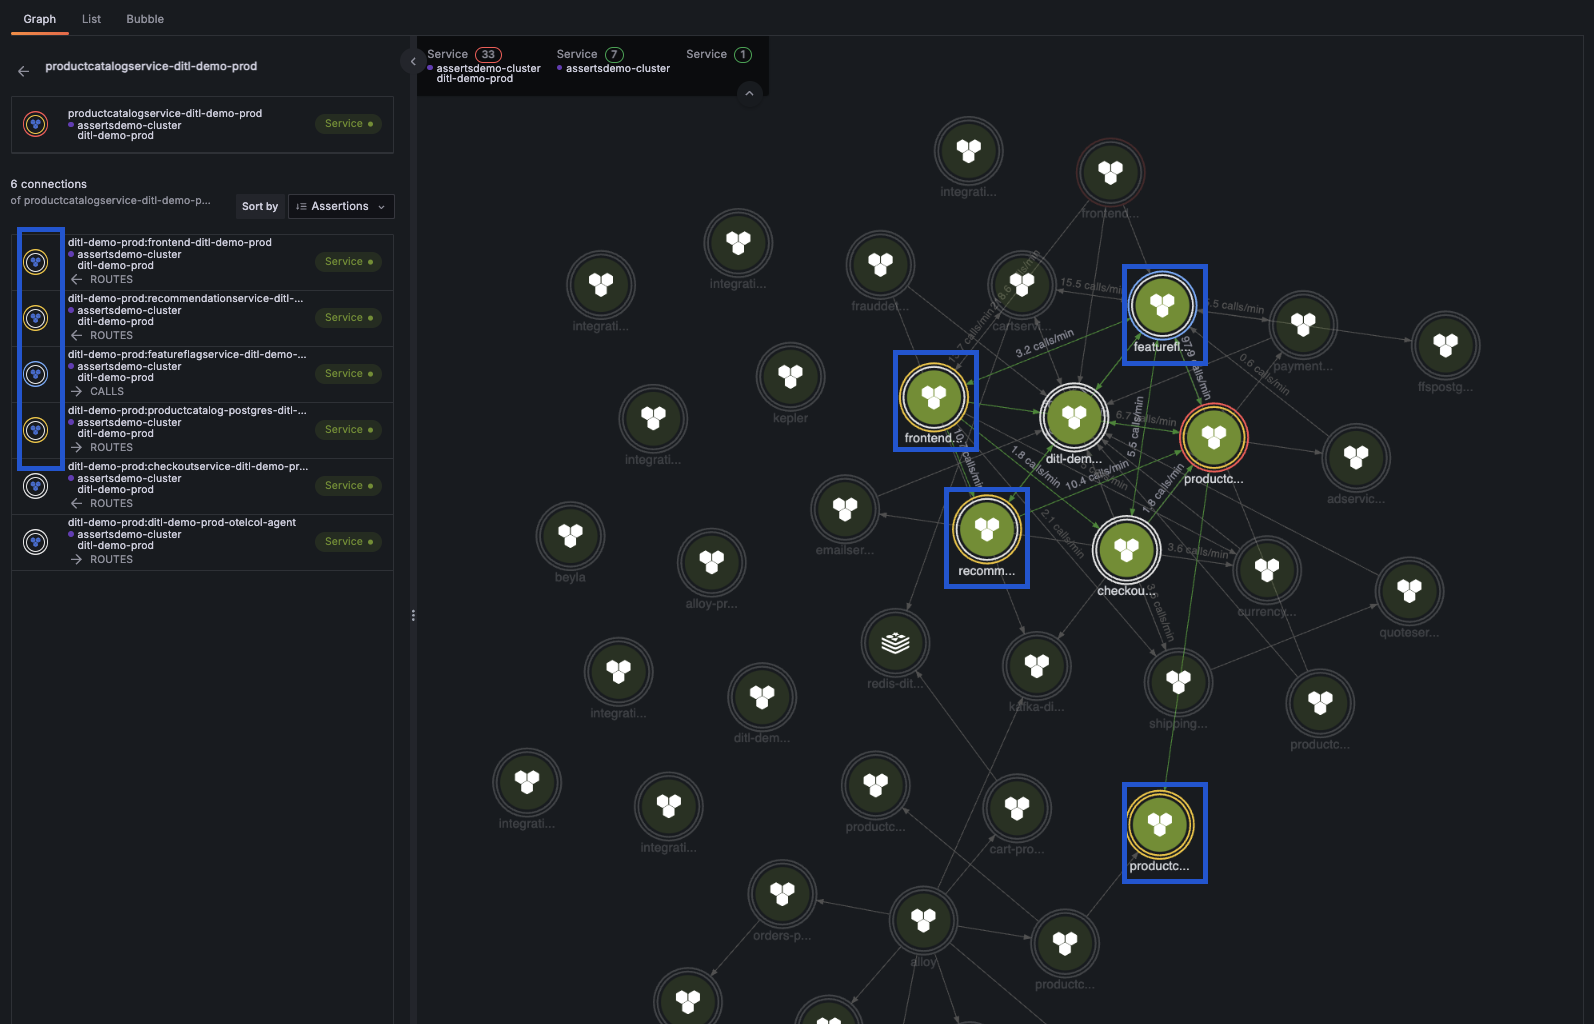 Graph
List
Bubble
productcatalogservice-ditl-demo-prod
productcatalogservice-ditl-demo-prod
assertsdemo-cluster
ditl-demo-prod
Service
6 connections
of productcatalogservice-ditl-demo-p...
Sort by
Assertions
ditl-demo-prod:frontend-ditl-demo-prod
assertsdemo-cluster
ditl-demo-prod
ROUTES
Service
ditl-demo-prod:recommendationservice-ditl-...
assertsdemo-cluster
ditl-demo-prod
ROUTES
Service
ditl-demo-prod:featureflagservice-ditl-demo-...
assertsdemo-cluster
ditl-demo-prod
CALLS
Service
ditl-demo-prod:productcatalog-postgres-ditl-...
assertsdemo-cluster
ditl-demo-prod
ROUTES
Service
ditl-demo-prod:checkoutservice-ditl-demo-pr...
assertsdemo-cluster
ditl-demo-prod
ROUTES
Service
ditl-demo-prod:ditl-demo-prod-otelcol-agent
assertsdemo-cluster
ditl-demo-prod
ROUTES
Service
Service 33
assertsdemo-cluster
ditl-demo-prod
Service 7
assertsdemo-cluster
Service 1
integrati...
frontend...
integrati...
frauddet...
integrati...
cartservi...
15.5 calls/min
featurefl...
5.5 calls/min
payment...
ffspostg...
3.2 calls/min
97.9 calls/min
0.6 calls/min
kepler
frontend...
ditl-dem...
6.7 calls/min
5.5 calls/min
productc...
integrati...
1.8 calls/min
10.4 calls/min
1.8 calls/min
adservic...
emailser...
recomm...
2.1 calls/min
3.6 calls/min
checkou...
beyla
alloy-pr...
currency...
quoteser...
redis-dit...
kafka-di...
shipping...
productc...
integrati...
ditl-dem...
productc...
cart-pro...
productc...
integrati...
integrati...
orders-p...
alloy
productc...